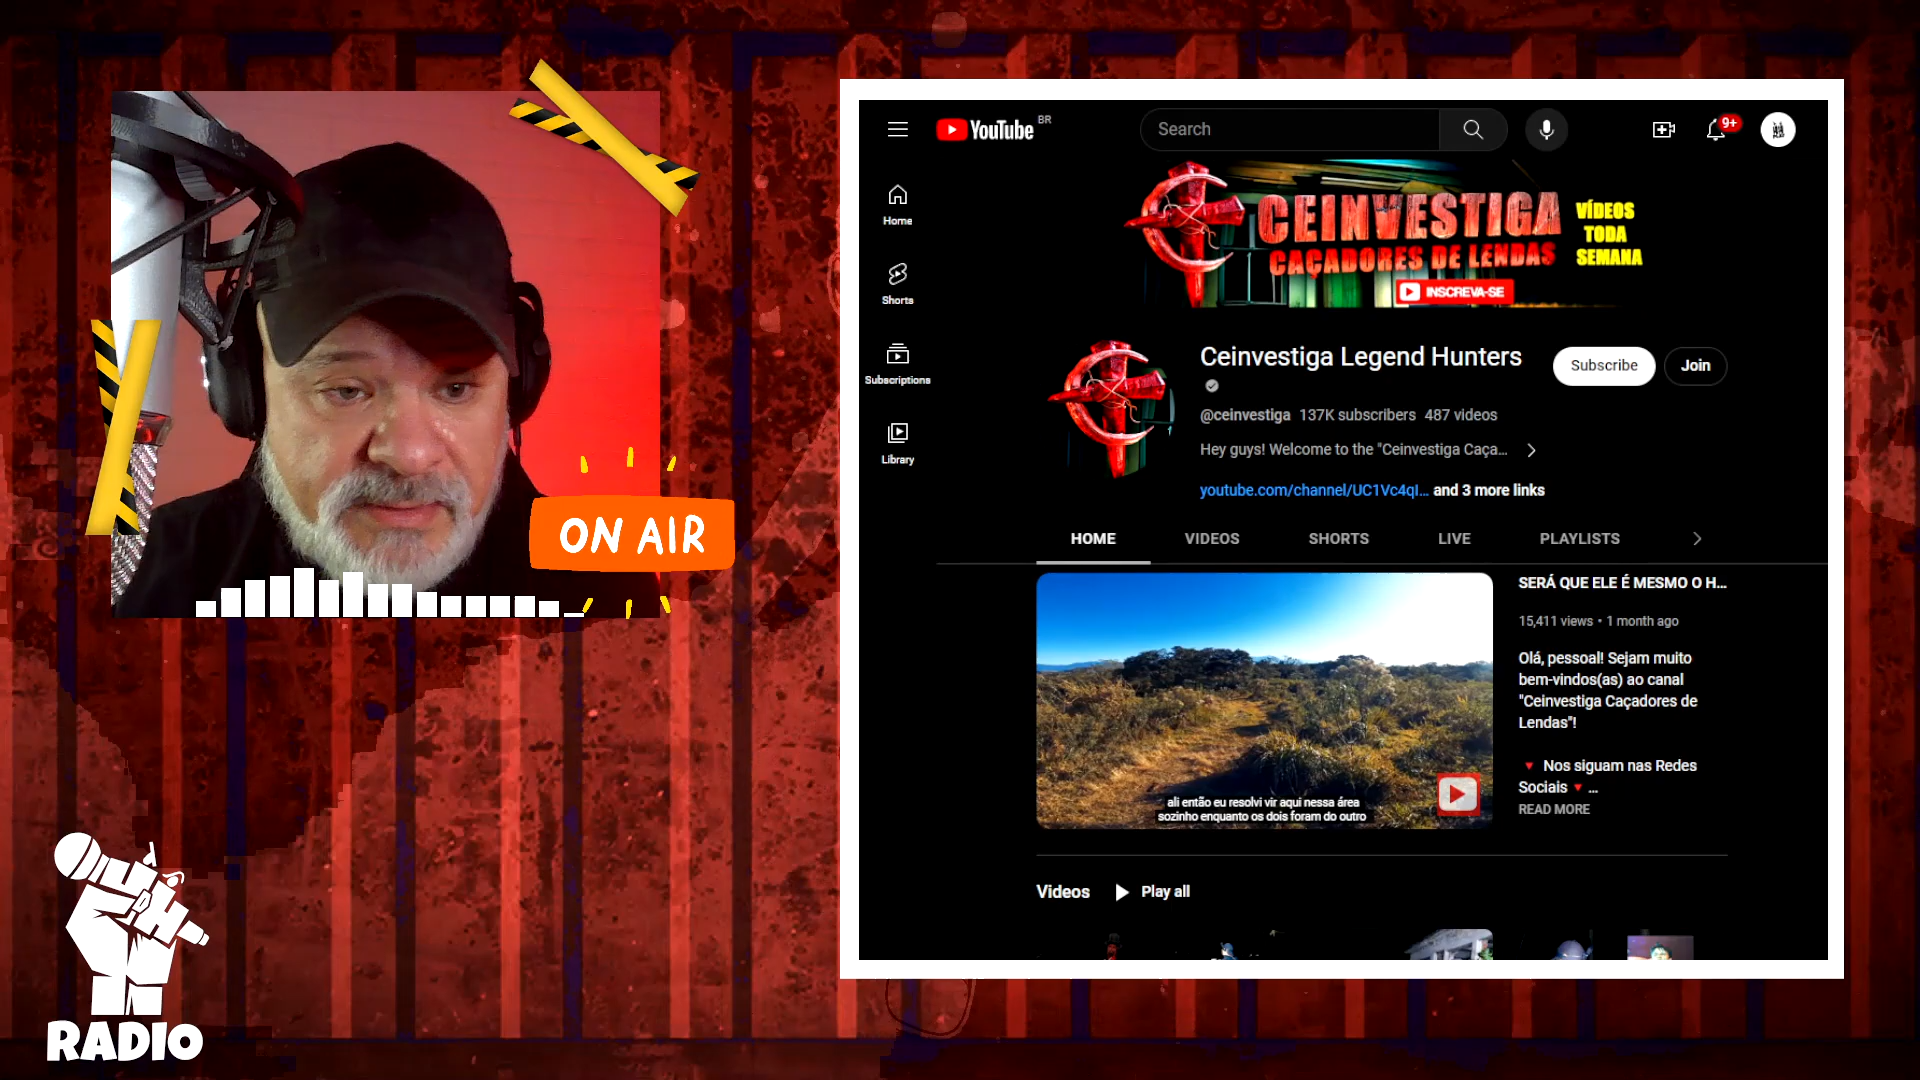 ON AIR
RADIO
YouTube BR
Search
9+
Home
Shorts
Subscriptions
Library
CEINVESTIGA
CAÇADORES DE LENDAS
VÍDEOS
TODA
SEMANA
INSCREVA-SE
Ceinvestiga Legend Hunters
Subscribe
Join
@ceinvestiga 137K subscribers 487 videos
Hey guys! Welcome to the "Ceinvestiga Caça...
youtube.com/channel/UC1Vc4qI... and 3 more links
HOME VIDEOS SHORTS LIVE PLAYLISTS
SERÁ QUE ELE É MESMO O H...
15,411 views • 1 month ago
Olá, pessoal! Sejam muito
bem-vindos(as) ao canal
"Ceinvestiga Caçadores de
Lendas"!
🔻 Nos siguam nas Redes
Sociais 🔻 ...
READ MORE
ali então eu resolvi vir aqui nessa área
sozinho enquanto os dois foram do outro
Videos
Play all